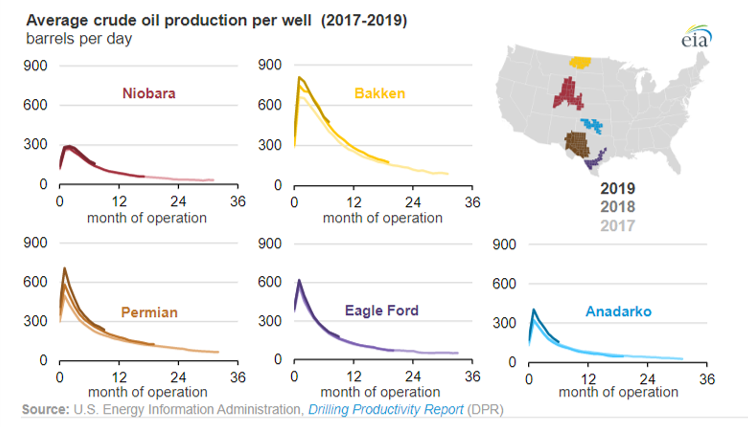 Average crude oil production per well (2017-2019)
barrels per day
eia
900
600
300
0
Niobara
0 12 24 36
month of operation
900
600
300
0
Bakken
0 12 24 36
month of operation
2019
2018
2017
900
600
300
0
Permian
0 12 24 36
month of operation
900
600
300
0
Eagle Ford
0 12 24 36
month of operation
900
600
300
0
Anadarko
0 12 24 36
month of operation
Source: U.S. Energy Information Administration, Drilling Productivity Report (DPR)